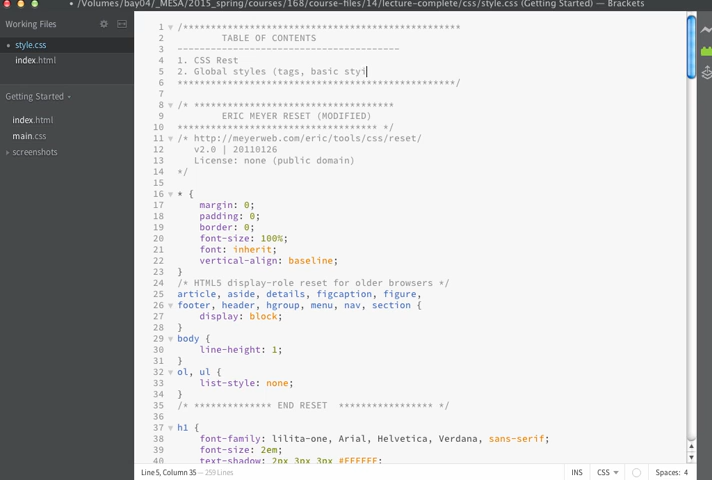 /Volumes/bay04/_MESA/2015_spring/courses/168/course-files/14/lecture-complete/css/style.css (Getting Started) — Brackets
Working Files
style.css
index.html
Getting Started
index.html
main.css
screenshots
1 /**************************************************
2 TABLE OF CONTENTS
3 ----------------------------------------
4 1. CSS Rest
5 2. Global styles (tags, basic styi
6 **************************************************/
7
8 /* ************************************
9 ERIC MEYER RESET (MODIFIED)
10 ************************************ */
11 /* http://meyerweb.com/eric/tools/css/reset/
12 v2.0 | 20110126
13 License: none (public domain)
14 */
15
16 * {
17 margin: 0;
18 padding: 0;
19 border: 0;
20 font-size: 100%;
21 font: inherit;
22 vertical-align: baseline;
23 }
24 /* HTML5 display-role reset for older browsers */
25 article, aside, details, figcaption, figure,
26 footer, header, hgroup, menu, nav, section {
27 display: block;
28 }
29 body {
30 line-height: 1;
31 }
32 ol, ul {
33 list-style: none;
34 }
35 /* ************** END RESET ***************** */
36
37 h1 {
38 font-family: lilita-one, Arial, Helvetica, Verdana, sans-serif;
39 font-size: 2em;
40 text-shadow: 2px 3px 3px #FFFFFF;
Line 5, Column 35 — 259 Lines
INS
CSS
Spaces: 4